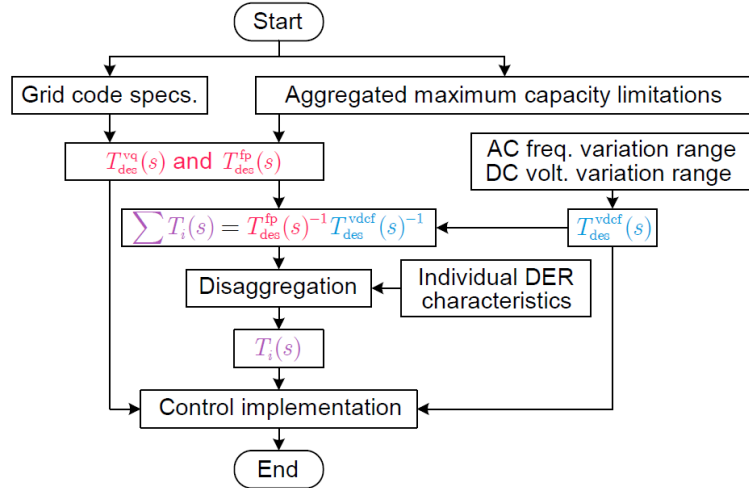 Start
Grid code specs.
Aggregated maximum capacity limitations
T_des^vq(s) and T_des^fp(s)
AC freq. variation range
DC volt. variation range
∑ T_i(s) = T_des^fp(s)^−1 T_des^vdcf(s)^−1
T_des^vdcf(s)
Disaggregation
Individual DER
characteristics
T_i(s)
Control implementation
End